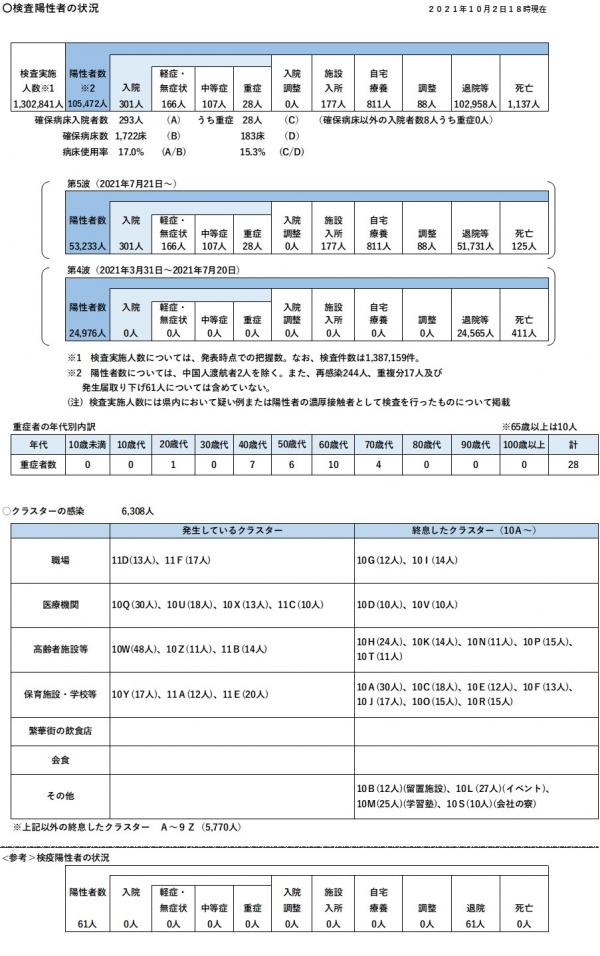 〇検査陽性者の状況
２０２１年１０月２日１８時現在
検査実施人数※1 陽性者数※2 入院 軽症・無症状 中等症 重症 入院調整 施設入所 自宅療養 調整 退院等 死亡
1,302,841人 105,472人 301人 166人 107人 28人 0人 177人 811人 88人 102,958人 1,137人
確保病床入院者数 293人 （A） うち重症 28人 （C） （確保病床以外の入院者数8人うち重症0人）
確保病床数 1,722床 （B） 183床 （D）
病床使用率 17.0% （A/B） 15.3% （C/D）
第5波（2021年7月21日～）
陽性者数 入院 軽症・無症状 中等症 重症 入院調整 施設入所 自宅療養 調整 退院等 死亡
53,233人 301人 166人 107人 28人 0人 177人 811人 88人 51,731人 125人
第4波（2021年3月31日～2021年7月20日）
陽性者数 入院 軽症・無症状 中等症 重症 入院調整 施設入所 自宅療養 調整 退院等 死亡
24,976人 0人 0人 0人 0人 0人 0人 0人 0人 24,565人 411人
※1 検査実施人数については、発表時点での把握数。なお、検査件数は1,387,159件。
※2 陽性者数については、中国人渡航者2人を除く。また、再感染244人、重複分17人及び
発生届取り下げ61人については含めていない。
（注） 検査実施人数には県内において疑い例または陽性者の濃厚接触者として検査を行ったものについて掲載
重症者の年代別内訳 ※65歳以上は10人
年代 10歳未満 10歳代 20歳代 30歳代 40歳代 50歳代 60歳代 70歳代 80歳代 90歳代 100歳以上 計
重症者数 0 0 1 0 7 6 10 4 0 0 0 28
○クラスターの感染 6,308人
発生しているクラスター 終息したクラスター（10A～）
職場 11D(13人)、11F(17人) 10G(12人)、10I(14人)
医療機関 10Q(30人)、10U(18人)、10X(13人)、11C(10人) 10D(10人)、10V(10人)
高齢者施設等 10W(48人)、10Z(11人)、11B(14人) 10H(24人)、10K(14人)、10N(11人)、10P(15人)、
10T(11人)
保育施設・学校等 10Y(17人)、11A(12人)、11E(20人) 10A(30人)、10C(18人)、10E(12人)、10F(13人)、
10J(17人)、10O(15人)、10R(15人)
繁華街の飲食店
会食
その他 10B(12人)(留置施設)、10L(27人)(イベント)、
10M(25人)(学習塾)、10S(10人)(会社の寮)
※上記以外の終息したクラスター A～9Z（5,770人）
<参考>検疫陽性者の状況
陽性者数 入院 軽症・無症状 中等症 重症 入院調整 施設入所 自宅療養 調整 退院 死亡
61人 0人 0人 0人 0人 0人 0人 0人 0人 61人 0人